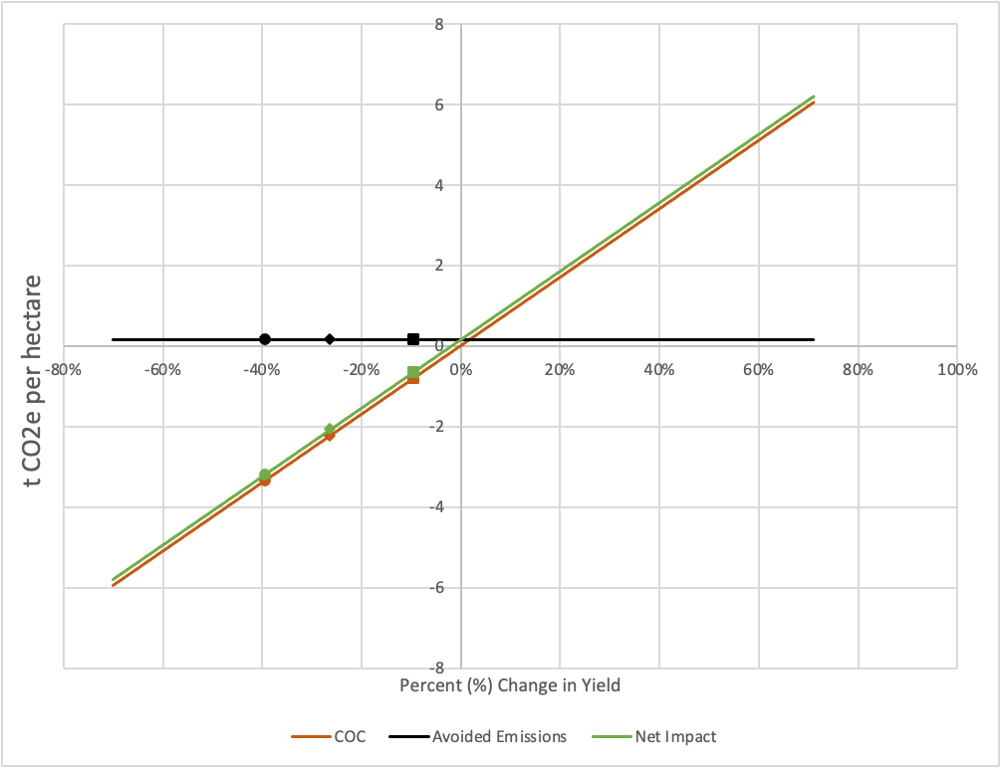 8
6
4
2
0
-80% -60% -40% -20% 0% 20% 40% 60% 80% 100%
-2
-4
-6
-8
t CO2e per hectare
Percent (%) Change in Yield
COC Avoided Emissions Net Impact